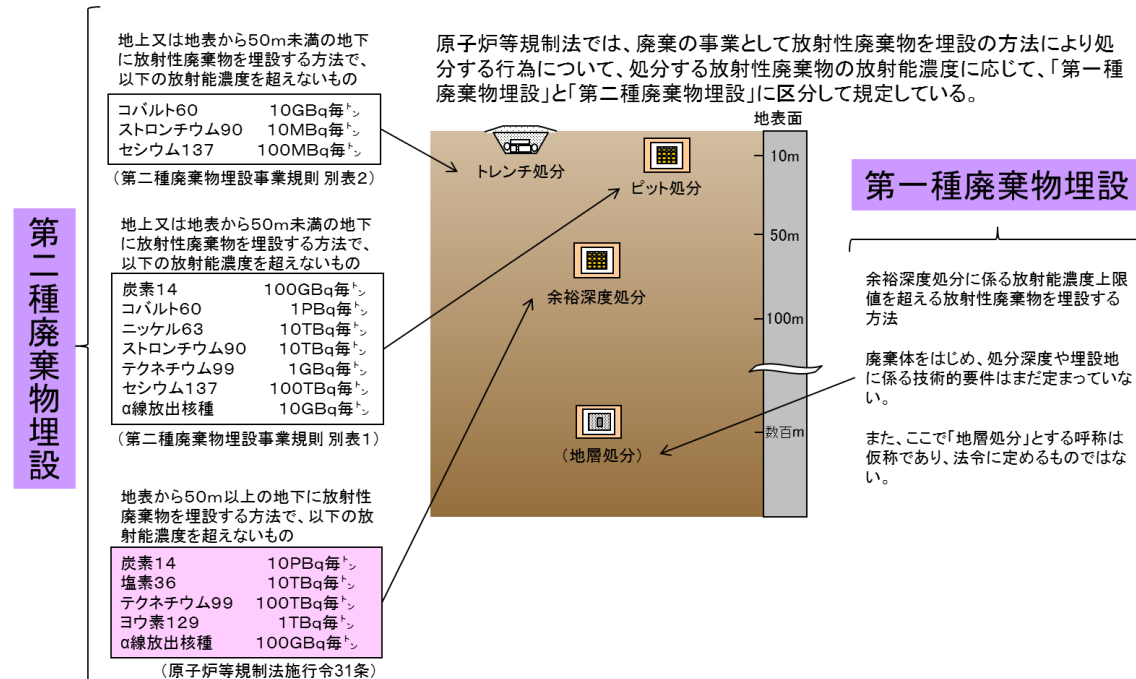 原子炉等規制法では、廃棄の事業として放射性廃棄物を埋設の方法により処
分する行為について、処分する放射性廃棄物の放射能濃度に応じて、「第一種
廃棄物埋設」と「第二種廃棄物埋設」に区分して規定している。
第二種廃棄物埋設
地上又は地表から50m未満の地下
に放射性廃棄物を埋設する方法で、
以下の放射能濃度を超えないもの
コバルト60 10GBq毎トン
ストロンチウム90 10MBq毎トン
セシウム137 100MBq毎トン
(第二種廃棄物埋設事業規則 別表2)
地上又は地表から50m未満の地下
に放射性廃棄物を埋設する方法で、
以下の放射能濃度を超えないもの
炭素14 100GBq毎トン
コバルト60 1PBq毎トン
ニッケル63 10TBq毎トン
ストロンチウム90 10TBq毎トン
テクネチウム99 1GBq毎トン
セシウム137 100TBq毎トン
α線放出核種 10GBq毎トン
(第二種廃棄物埋設事業規則 別表1)
地表から50m以上の地下に放射性
廃棄物を埋設する方法で、以下の放
射能濃度を超えないもの
炭素14 10PBq毎トン
塩素36 10TBq毎トン
テクネチウム99 100TBq毎トン
ヨウ素129 1TBq毎トン
α線放出核種 100GBq毎トン
(原子炉等規制法施行令31条)
地表面
トレンチ処分
ピット処分
余裕深度処分
(地層処分)
10m
50m
100m
数百m
第一種廃棄物埋設
余裕深度処分に係る放射能濃度上限
値を超える放射性廃棄物を埋設する
方法
廃棄体をはじめ、処分深度や埋設地
に係る技術的要件はまだ定まっていな
い。
また、ここで「地層処分」とする呼称は
仮称であり、法令に定めるものではな
い。